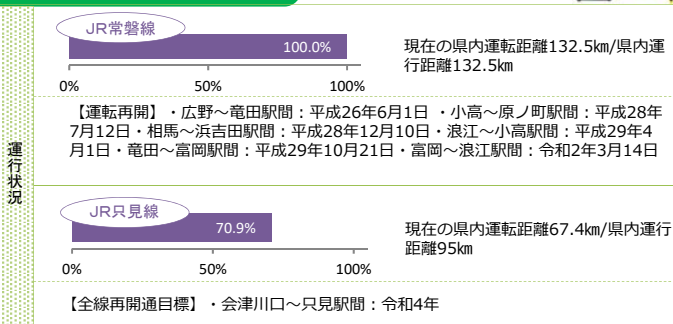 JR常磐線
100.0%
0% 50% 100%
現在の県内運転距離132.5㎞/県内運
行距離132.5㎞
【運転再開】・広野～竜田駅間：平成26年6月1日 ・小高～原ノ町駅間：平成28年
7月12日・相馬～浜吉田駅間：平成28年12月10日・浪江～小高駅間：平成29年4
月1日・竜田～富岡駅間：平成29年10月21日・富岡～浪江駅間：令和2年3月14日
運行状況
JR只見線
70.9%
0% 50% 100%
現在の県内運転距離67.4㎞/県内運行
距離95㎞
【全線再開通目標】・会津川口～只見駅間：令和4年